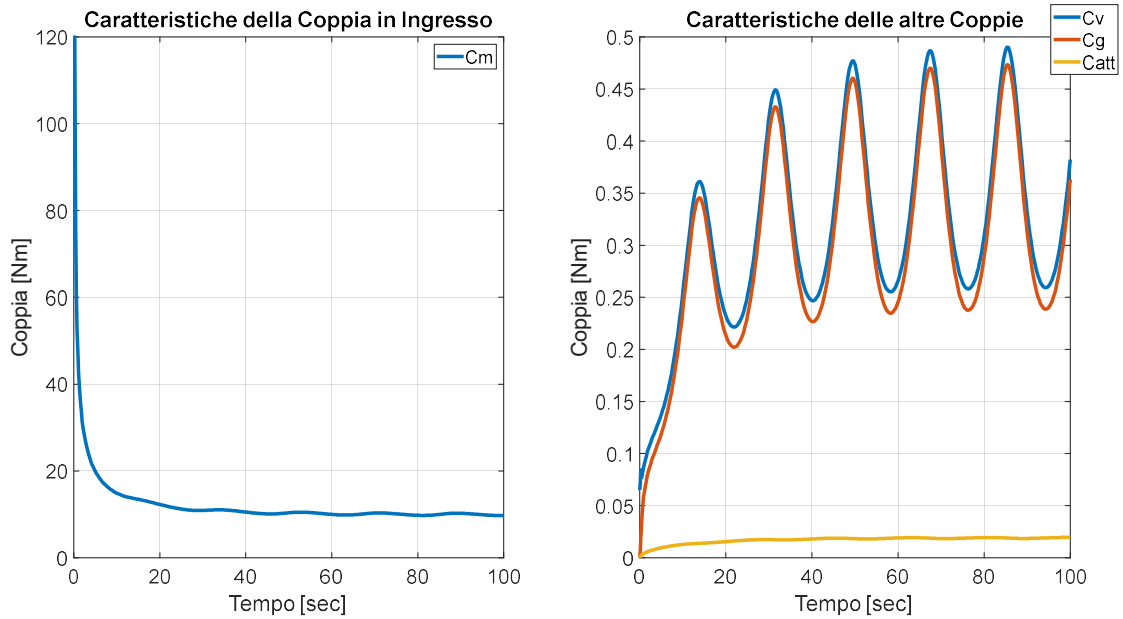 Caratteristiche della Coppia in Ingresso
Cm
120
100
80
60
40
20
0
Coppia [Nm]
0 20 40 60 80 100
Tempo [sec]
Caratteristiche delle altre Coppie
Cv
Cg
Catt
0.5
0.45
0.4
0.35
0.3
0.25
0.2
0.15
0.1
0.05
0
Coppia [Nm]
0 20 40 60 80 100
Tempo [sec]